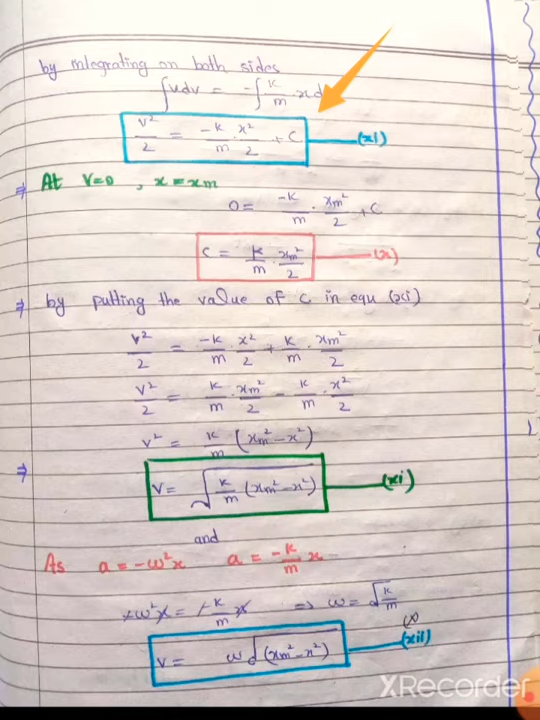 by integrating on both sides
∫vdv = -∫ k/m x d
v²/2 = -k/m . x²/2 + C —(xi)
⇒ At V=0 , x = xm
0 = -k/m . xm²/2 + C
C = k/m . xm²/2 —(x)
⇒ by putting the value of C in equ (xi)
v²/2 = -k/m . x²/2 + k/m . xm²/2
v²/2 = k/m . xm²/2 - k/m . x²/2
v² = k/m (xm² - x²)
⇒ V = √(k/m (xm² - x²)) —(xi)
and
As a = -ω²x a = -k/m x
-ω²x = -k/m x ⇒ ω = √(k/m)
V = ω√(xm² - x²) —(xii)
XRecorder